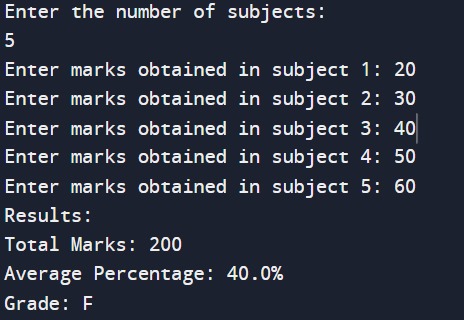 Enter the number of subjects:
5
Enter marks obtained in subject 1: 20
Enter marks obtained in subject 2: 30
Enter marks obtained in subject 3: 40
Enter marks obtained in subject 4: 50
Enter marks obtained in subject 5: 60
Results:
Total Marks: 200
Average Percentage: 40.0%
Grade: F